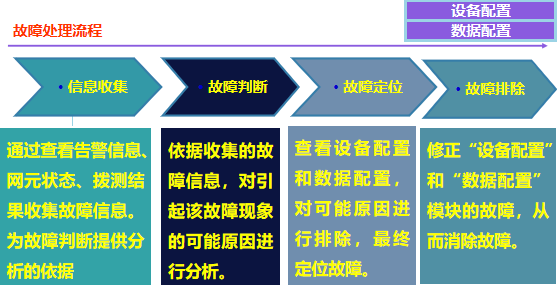 设备配置
故障处理流程
数据配置
• 信息收集
• 故障判断
• 故障定位
• 故障排除
通过查看告警信息、
网元状态、拨测结
果收集故障信息。
为故障判断提供分
析的依据
依据收集的故
障信息，对引
起该故障现象
的可能原因进
行分析。
查看设备配置
和数据配置，
对可能原因进
行排除，最终
定位故障。
修正“设备配置”
和“数据配置”
模块的故障，从
而消除故障。